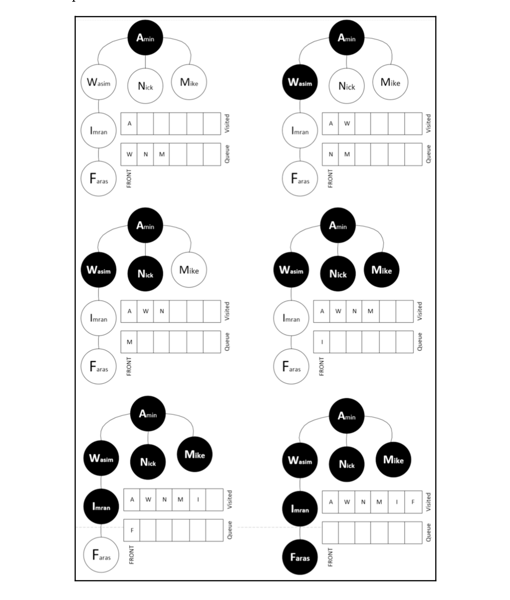 Amin
Wasim
Nick
Mike
Imran
A
Visited
W N M
Queue
Faras
FRONT
Amin
Wasim
Nick
Mike
Imran
A W
Visited
N M
Queue
Faras
FRONT
Amin
Wasim
Nick
Mike
Imran
A W N
Visited
M
Queue
Faras
FRONT
Amin
Wasim
Nick
Mike
Imran
A W N M
Visited
I
Queue
Faras
FRONT
Amin
Wasim
Nick
Mike
Imran
A W N M I
Visited
F
Queue
Faras
FRONT
Amin
Wasim
Nick
Mike
Imran
A W N M I F
Visited
Queue
Faras
FRONT